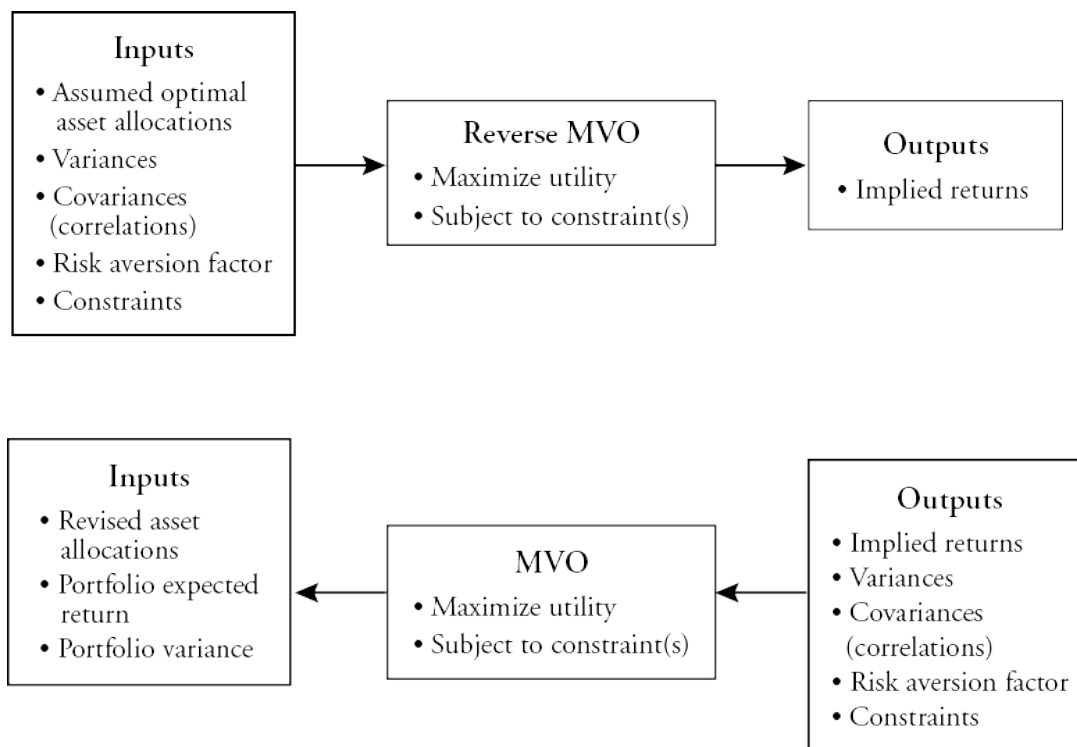 Inputs
• Assumed optimal
asset allocations
• Variances
• Covariances
(correlations)
• Risk aversion factor
• Constraints
Reverse MVO
• Maximize utility
• Subject to constraint(s)
Outputs
• Implied returns
Inputs
• Revised asset
allocations
• Portfolio expected
return
• Portfolio variance
MVO
• Maximize utility
• Subject to constraint(s)
Outputs
• Implied returns
• Variances
• Covariances
(correlations)
• Risk aversion factor
• Constraints